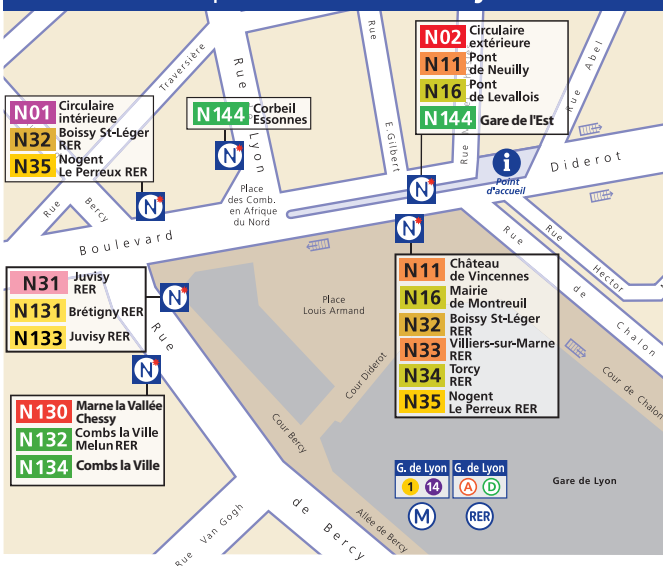 N02 Circulaire
extérieure
N11 Pont
de Neuilly
N16 Pont
de Levallois
N144 Gare de l'Est
N01 Circulaire
intérieure
N32 Boissy St-Léger
RER
N35 Nogent
Le Perreux RER
N144 Corbeil
Essonnes
Traversière
Rue
Lyon
Rue
E.Gilbert
Rue
Rue Abel
i
Point
d'accueil
Diderot
N
N
N
N
Place
des Comb.
en Afrique
du Nord
Rue
Bercy
Boulevard
Rue
de
Chalon
Rue
Hector
N31 Juvisy
RER
N131 Brétigny RER
N133 Juvisy RER
N
Rue
Place
Louis Armand
N11 Château
de Vincennes
N16 Mairie
de Montreuil
N32 Boissy St-Léger
RER
N33 Villiers-sur-Marne
RER
N34 Torcy
RER
N35 Nogent
Le Perreux RER
N
N130 Marne la Vallée
Chessy
N132 Combs la Ville
Melun RER
N134 Combs la Ville
Cour Diderot
Cour Bercy
Cour de Chalon
G. de Lyon
1 14
M
G. de Lyon
A D
RER
Gare de Lyon
de Bercy
Allée de Bercy
Rue Van Gogh